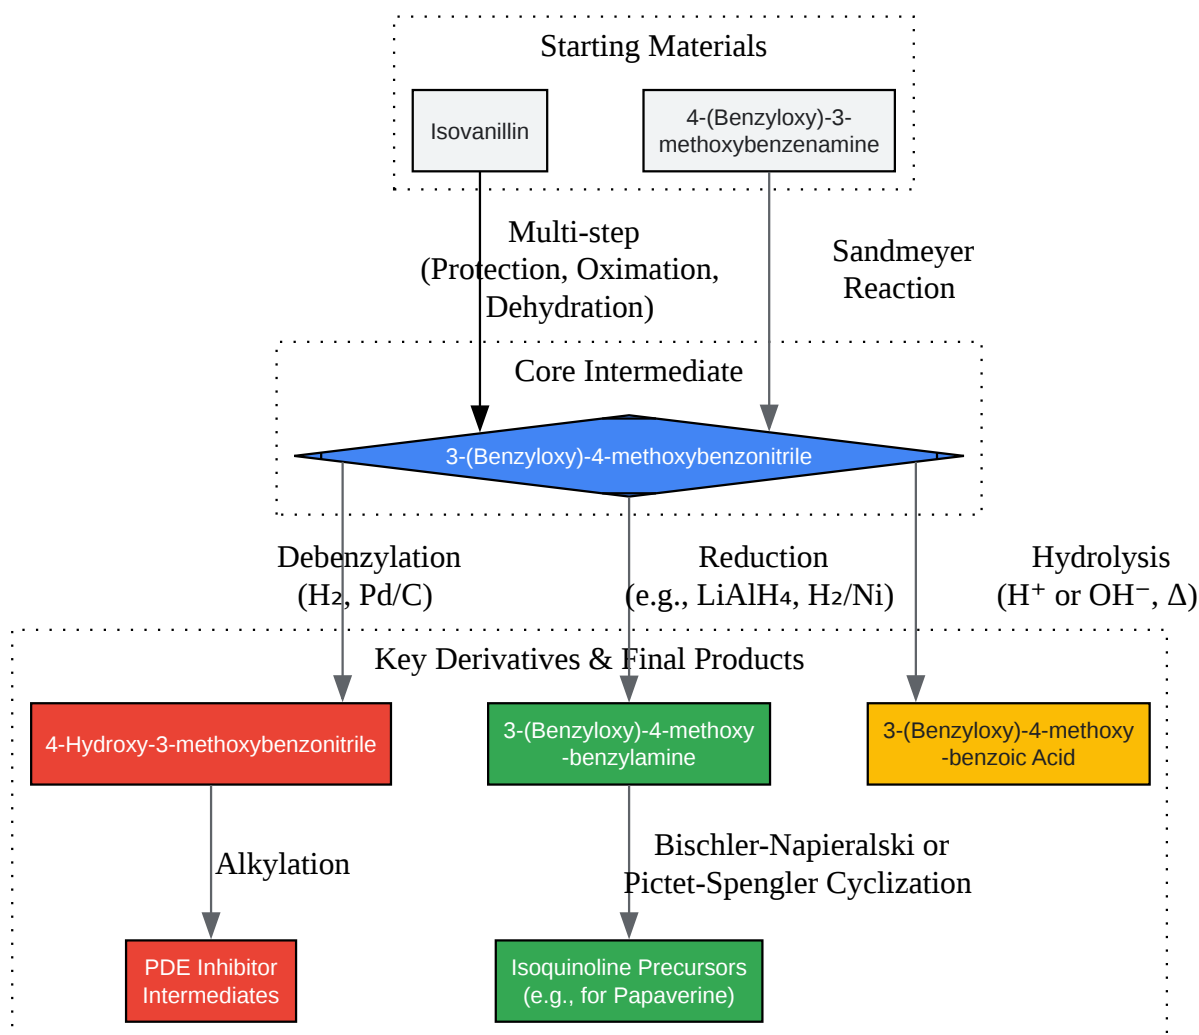 Starting Materials
Isovanillin
4-(Benzyloxy)-3-
methoxybenzenamine
Multi-step
(Protection, Oximation,
Dehydration)
Sandmeyer
Reaction
Core Intermediate
3-(Benzyloxy)-4-methoxybenzonitrile
Debenzylation
(H₂, Pd/C)
Reduction
(e.g., LiAlH₄, H₂/Ni)
Hydrolysis
(H⁺ or OH⁻, Δ)
Key Derivatives & Final Products
4-Hydroxy-3-methoxybenzonitrile
3-(Benzyloxy)-4-methoxy
-benzylamine
3-(Benzyloxy)-4-methoxy
-benzoic Acid
Alkylation
Bischler-Napieralski or
Pictet-Spengler Cyclization
PDE Inhibitor
Intermediates
Isoquinoline Precursors
(e.g., for Papaverine)